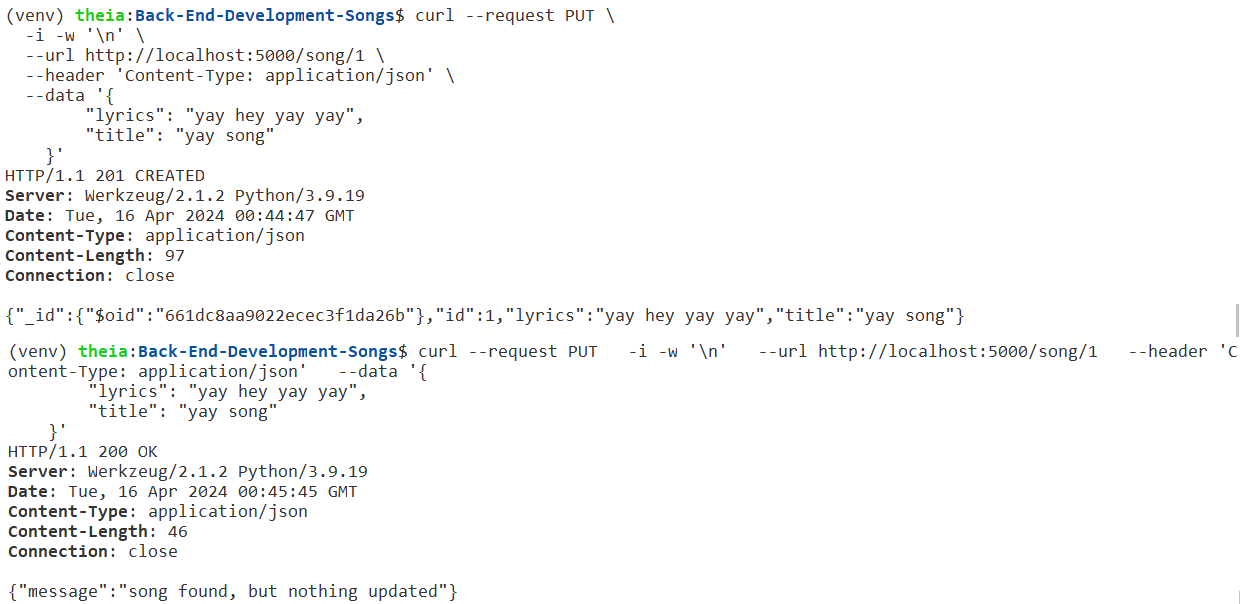 (venv) theia:Back-End-Development-Songs$ curl --request PUT \
  -i -w '\n' \
  --url http://localhost:5000/song/1 \
  --header 'Content-Type: application/json' \
  --data '{
        "lyrics": "yay hey yay yay",
        "title": "yay song"
    }'
HTTP/1.1 201 CREATED
Server: Werkzeug/2.1.2 Python/3.9.19
Date: Tue, 16 Apr 2024 00:44:47 GMT
Content-Type: application/json
Content-Length: 97
Connection: close

{"_id":{"$oid":"661dc8aa9022ecec3f1da26b"},"id":1,"lyrics":"yay hey yay yay","title":"yay song"}
(venv) theia:Back-End-Development-Songs$ curl --request PUT   -i -w '\n'   --url http://localhost:5000/song/1   --header 'C
ontent-Type: application/json'   --data '{
        "lyrics": "yay hey yay yay",
        "title": "yay song"
    }'
HTTP/1.1 200 OK
Server: Werkzeug/2.1.2 Python/3.9.19
Date: Tue, 16 Apr 2024 00:45:45 GMT
Content-Type: application/json
Content-Length: 46
Connection: close

{"message":"song found, but nothing updated"}